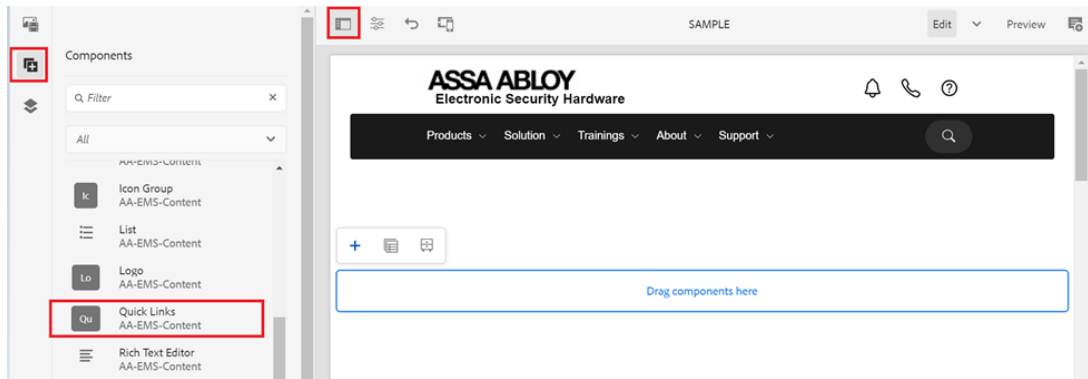 Components
Filter
All
AA-EMS-Content
Ic
Icon Group
AA-EMS-Content
List
AA-EMS-Content
Lo
Logo
AA-EMS-Content
Qu
Quick Links
AA-EMS-Content
Rich Text Editor
AA-EMS-Content
SAMPLE
Edit
Preview
ASSA ABLOY
Electronic Security Hardware
Products
Solution
Trainings
About
Support
Drag components here